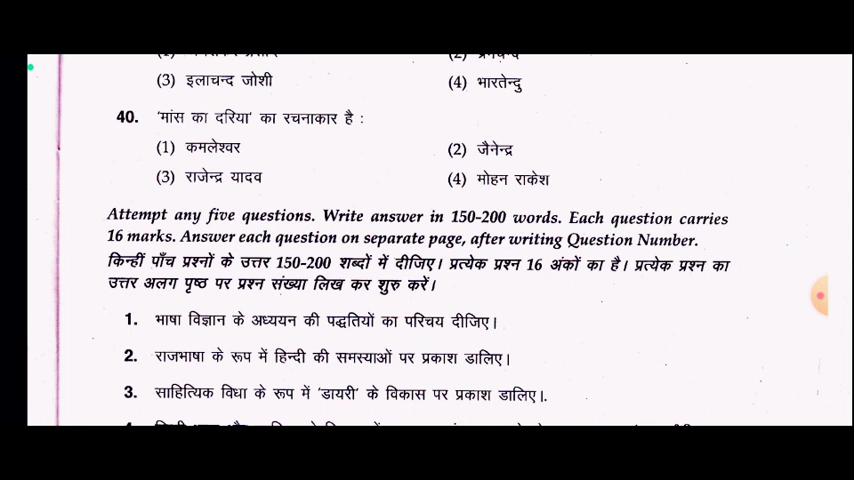 (3) इलाचन्द जोशी (4) भारतेन्दु
40. 'मांस का दरिया' का रचनाकार है :
(1) कमलेश्वर (2) जैनेन्द्र
(3) राजेन्द्र यादव (4) मोहन राकेश
Attempt any five questions. Write answer in 150-200 words. Each question carries
16 marks. Answer each question on separate page, after writing Question Number.
किन्हीं पाँच प्रश्नों के उत्तर 150-200 शब्दों में दीजिए। प्रत्येक प्रश्न 16 अंकों का है। प्रत्येक प्रश्न का
उत्तर अलग पृष्ठ पर प्रश्न संख्या लिख कर शुरु करें।
1. भाषा विज्ञान के अध्ययन की पद्धतियों का परिचय दीजिए।
2. राजभाषा के रूप में हिन्दी की समस्याओं पर प्रकाश डालिए।
3. साहित्यिक विधा के रूप में 'डायरी' के विकास पर प्रकाश डालिए।